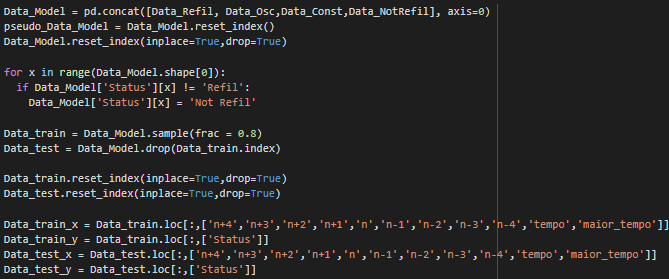 Data_Model = pd.concat([Data_Refil, Data_Osc,Data_Const,Data_NotRefil], axis=0)
pseudo_Data_Model = Data_Model.reset_index()
Data_Model.reset_index(inplace=True,drop=True)
for x in range(Data_Model.shape[0]):
if Data_Model['Status'][x] != 'Refil':
Data_Model['Status'][x] = 'Not Refil'
Data_train = Data_Model.sample(frac = 0.8)
Data_test = Data_Model.drop(Data_train.index)
Data_train.reset_index(inplace=True,drop=True)
Data_test.reset_index(inplace=True,drop=True)
Data_train_x = Data_train.loc[:,['n+4','n+3','n+2','n+1','n','n-1','n-2','n-3','n-4','tempo','maior_tempo']]
Data_train_y = Data_train.loc[:,['Status']]
Data_test_x = Data_test.loc[:,['n+4','n+3','n+2','n+1','n','n-1','n-2','n-3','n-4','tempo','maior_tempo']]
Data_test_y = Data_test.loc[:,['Status']]